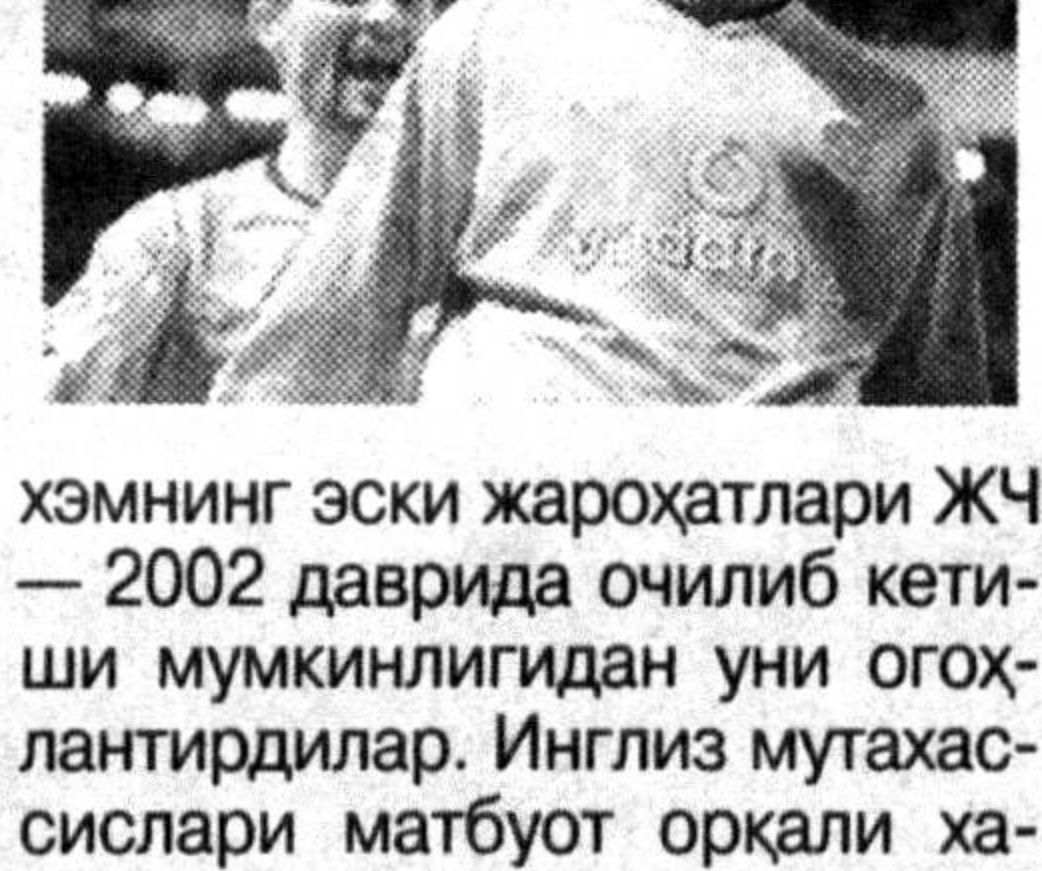 vodafone
хэмнинг эски жароҳатлари ЖЧ
— 2002 даврида очилиб кети-
ши мумкинлигидан уни огоҳ-
лантирдилар. Инглиз мутахас-
сислари матбуот орқали ха-